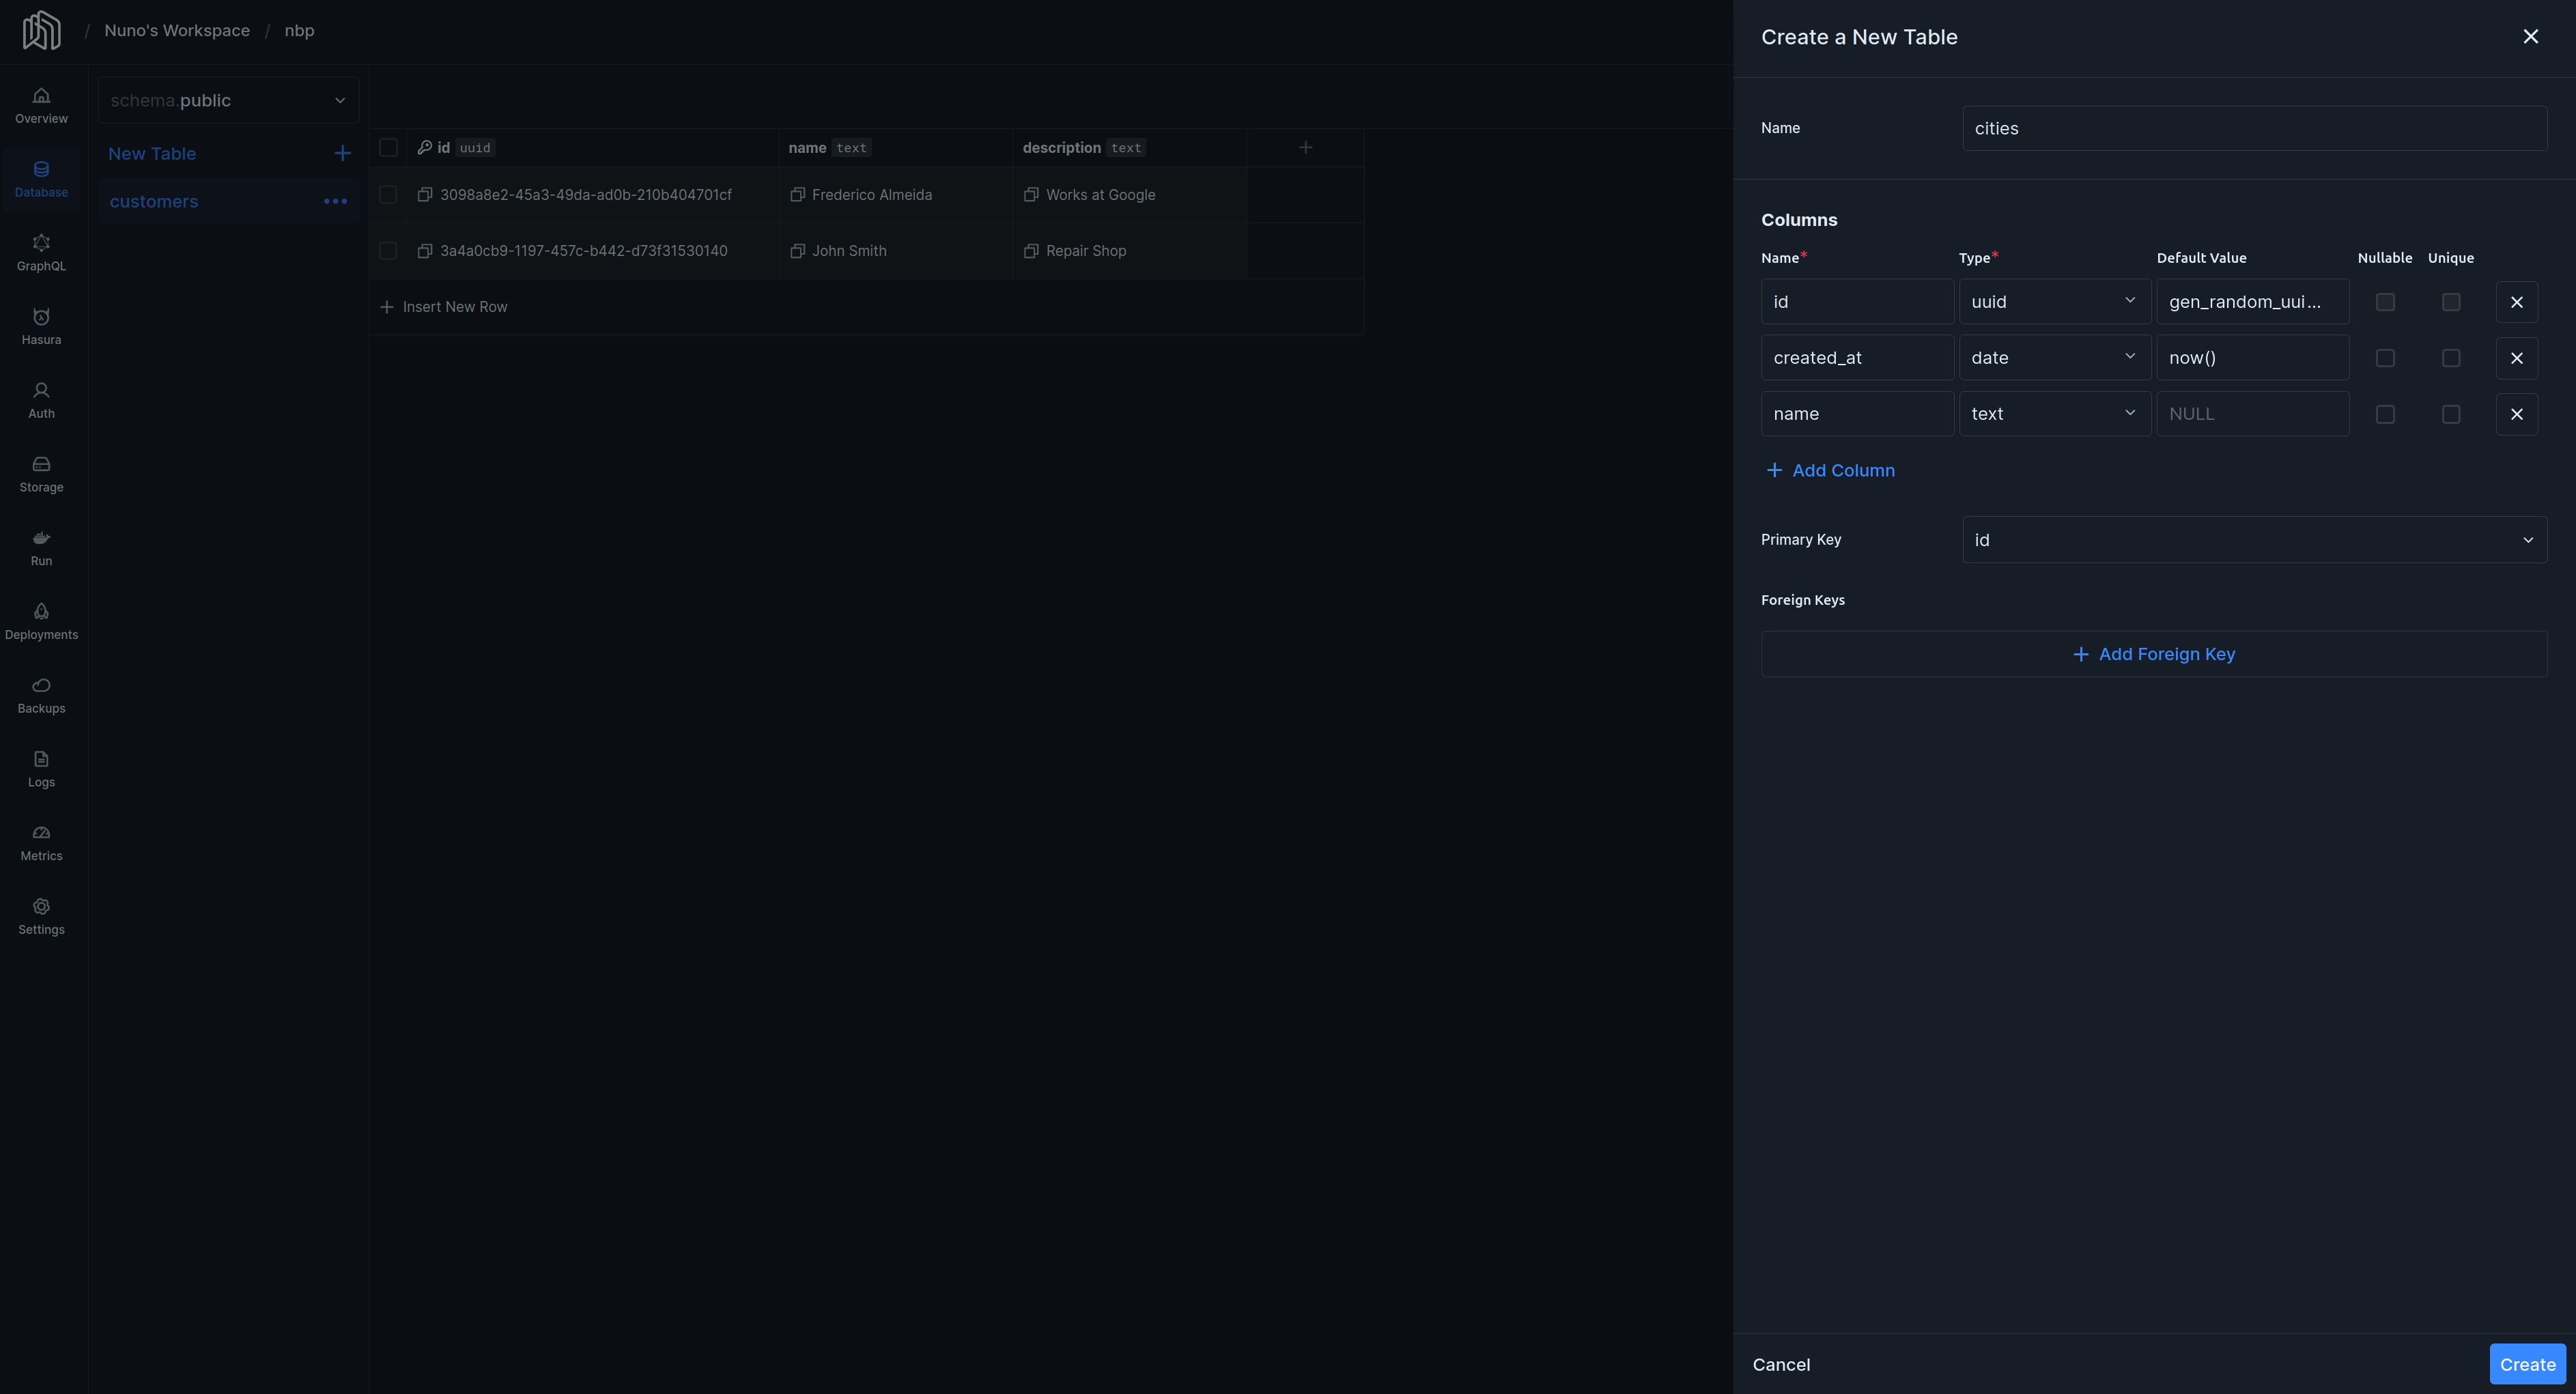 / Nuno's Workspace / nbp
Overview
Database
GraphQL
Hasura
Auth
Storage
Run
Deployments
Backups
Logs
Metrics
Settings
schema.public
New Table
customers
id uuid name text description text
3098a8e2-45a3-49da-ad0b-210b404701cf Frederico Almeida Works at Google
3a4a0cb9-1197-457c-b442-d73f31530140 John Smith Repair Shop
Insert New Row
Create a New Table
Name cities
Columns
Name* Type* Default Value Nullable Unique
id uuid gen_random_uui...
created_at date now()
name text NULL
Add Column
Primary Key id
Foreign Keys
Add Foreign Key
Cancel Create